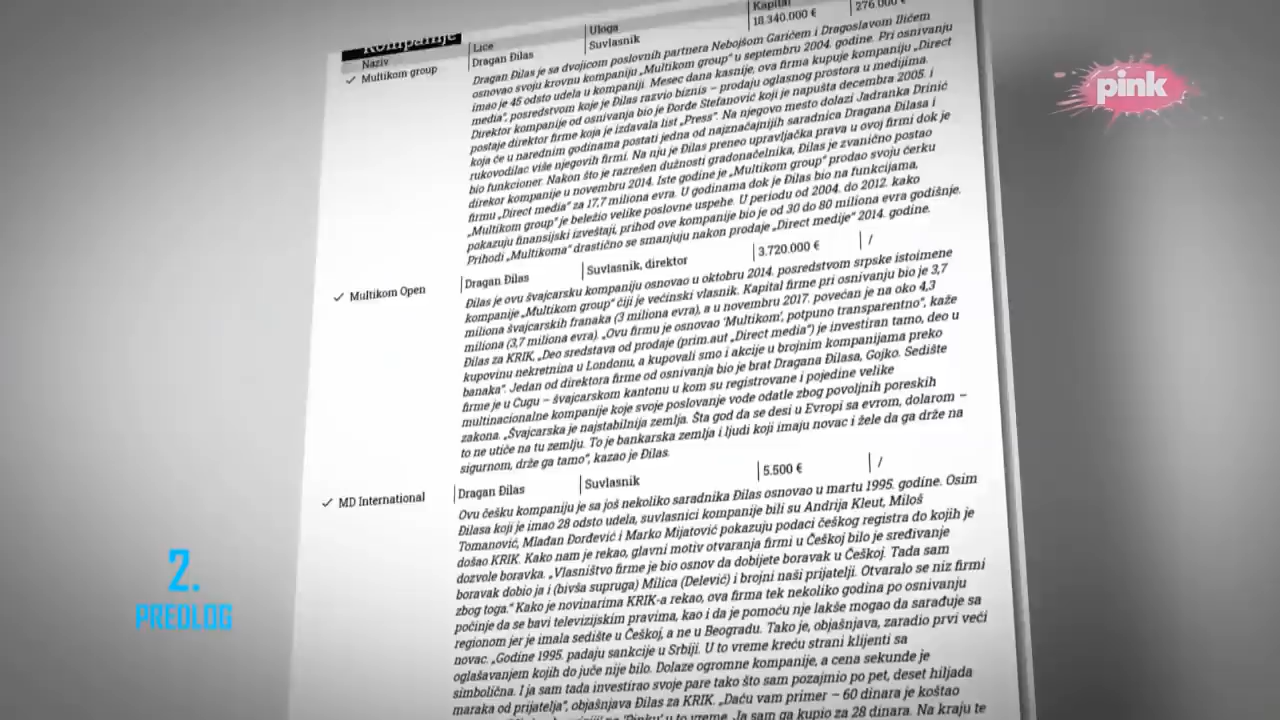 Kompanije
Naziv
Lice
Uloga
Kapital
Multikom group
Dragan Đilas
Suvlasnik
18.340.000 €
276.000 €
Dragan Đilas je sa dvojicom poslovnih partnera Nebojšom Garićem i Dragoslavom Ilićem
osnovao svoju krovnu kompaniju „Multikom group“ u septembru 2004. godine. Pri osnivanju
imao je 45 odsto udela u kompaniji. Mesec dana kasnije, ova firma kupuje kompaniju „Direct
media“, posredstvom koje je Đilas razvio biznis – prodaju oglasnog prostora u medijima.
Direktor kompanije od osnivanja bio je Đorđe Stefanović koji je napušta decembra 2005. i
postaje direktor firme koja je izdavala list „Press“. Na njegovo mesto dolazi Jadranka Drinić
koja će u narednim godinama postati jedna od najznačajnijih saradnica Dragana Đilasa i
rukovodilac više njegovih firmi. Na nju je Đilas preneo upravljačka prava u ovoj firmi dok je
bio funkcioner. Nakon što je razrešen dužnosti gradonačelnika, Đilas je zvanično postao
direkor kompanije u novembru 2014. Iste godine je „Multikom group“ prodao svoju ćerku
firmu „Direct media“ za 17,7 miliona evra. U godinama dok je Đilas bio na funkcijama,
„Multikom group“ je beležio velike poslovne uspehe. U periodu od 2004. do 2012. kako
pokazuju finansijski izveštaji, prihod ove kompanije bio je od 30 do 80 miliona evra godišnje.
Prihodi „Multikoma“ drastično se smanjuju nakon prodaje „Direct medije“ 2014. godine.
Multikom Open
Dragan Đilas
Suvlasnik, direktor
3.720.000 €
/
Đilas je ovu švajcarsku kompaniju osnovao u oktobru 2014. posredstvom srpske istoimene
kompanije „Multikom group“ čiji je većinski vlasnik. Kapital firme pri osnivanju bio je 3,7
miliona švajcarskih franaka (3 miliona evra), a u novembru 2017. povećan je na oko 4,3
miliona (3,7 miliona evra). „Ovu firmu je osnovao ‘Multikom’, potpuno transparentno“, kaže
Đilas za KRIK, „Deo sredstava od prodaje (prim.aut „Direct media“) je investiran tamo, deo u
kupovinu nekretnina u Londonu, a kupovali smo i akcije u brojnim kompanijama preko
banaka“. Jedan od direktora firme od osnivanja bio je brat Dragana Đilasa, Gojko. Sedište
firme je u Cugu – švajcarskom kantonu u kom su registrovane i pojedine velike
multinacionalne kompanije koje svoje poslovanje vode odatle zbog povoljnih poreskih
zakona. „Švajcarska je najstabilnija zemlja. Šta god da se desi u Evropi sa evrom, dolarom –
to ne utiče na tu zemlju. To je bankarska zemlja i ljudi koji imaju novac i žele da ga drže na
sigurnom, drže ga tamo“, kazao je Đilas.
MD International
Dragan Đilas
Suvlasnik
5.500 €
/
Ovu češku kompaniju je sa još nekoliko saradnika Đilas osnovao u martu 1995. godine. Osim
Đilasa koji je imao 28 odsto udela, suvlasnici kompanije bili su Andrija Kleut, Miloš
Tomanović, Mlađan Đorđević i Marko Mijatović pokazuju podaci češkog registra do kojih je
došao KRIK. Kako nam je rekao, glavni motiv otvaranja firmi u Češkoj bilo je sređivanje
dozvole boravka. „Vlasništvo firme je bio osnov da dobijete boravak u Češkoj. Tada sam
boravak dobio ja i (bivša supruga) Milica (Delević) i brojni naši prijatelji. Otvaralo se niz firmi
zbog toga.“ Kako je novinarima KRIK-a rekao, ova firma tek nekoliko godina po osnivanju
počinje da se bavi televizijskim pravima, kao i da je pomoću nje lakše mogao da sarađuje sa
regionom jer je imala sedište u Češkoj, a ne u Beogradu. Tako je, objašnjava, zaradio prvi veći
novac. „Godine 1995. padaju sankcije u Srbiji. U to vreme kreću strani klijenti sa
oglašavanjem kojih do juče nije bilo. Dolaze ogromne kompanije, a cena sekunde je
simbolična. I ja sam tada investirao svoje pare tako što sam pozajmio po pet, deset hiljada
maraka od prijatelja“, objašnjava Đilas za KRIK. „Daću vam primer – 60 dinara je koštao
‘Pinku’ u to vreme. Ja sam ga kupio za 28 dinara. Na kraju te
pink
2.
PREDLOG